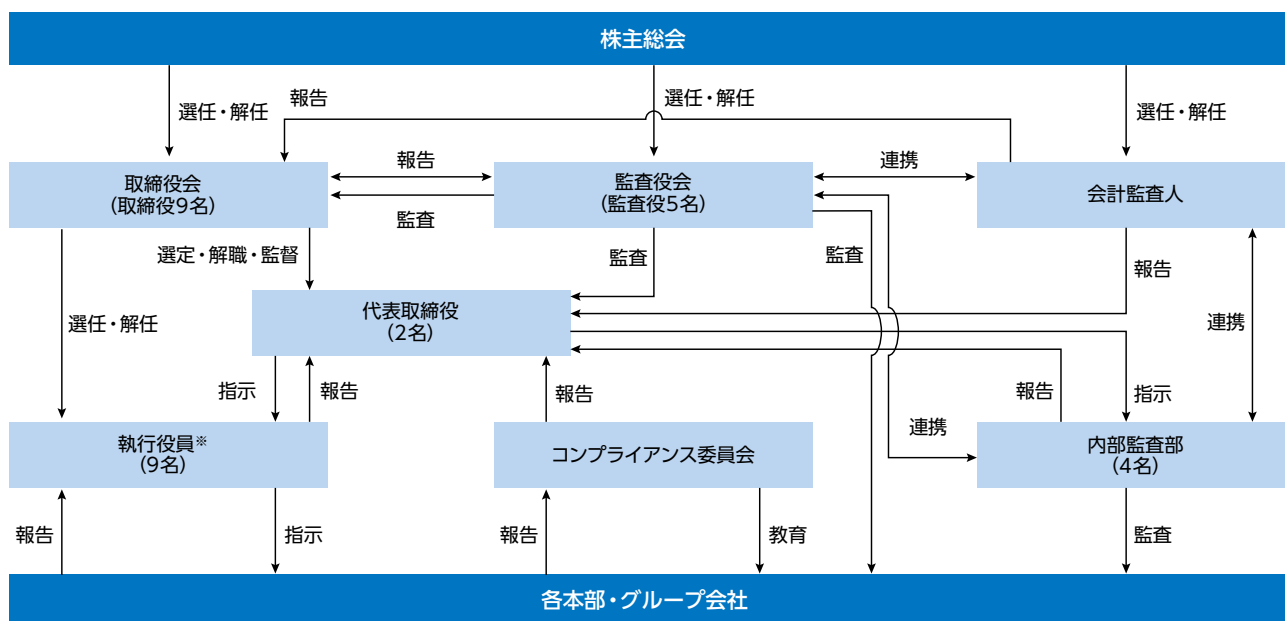 株主総会
選任・解任
報告
選任・解任
選任・解任
取締役会
(取締役9名)
報告
監査
監査役会
(監査役5名)
連携
会計監査人
選定・解職・監督
監査
監査
報告
選任・解任
代表取締役
(2名)
連携
指示
報告
報告
報告
指示
連携
執行役員※
(9名)
コンプライアンス委員会
内部監査部
(4名)
報告
指示
報告
教育
監査
各本部・グループ会社